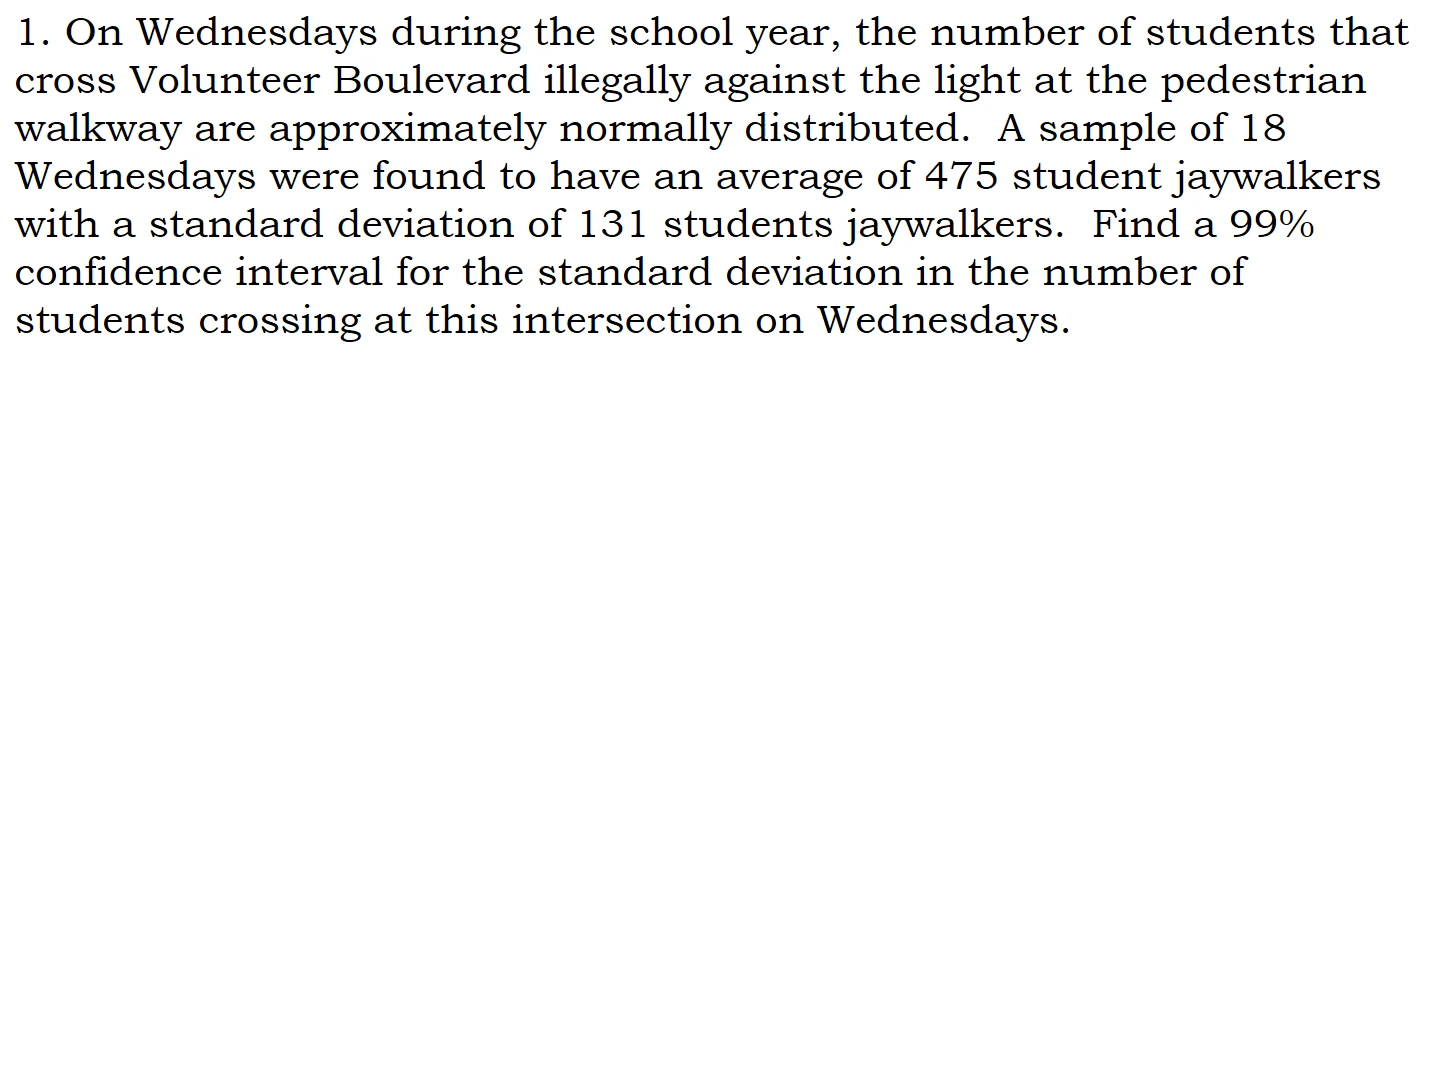 1. On Wednesdays during the school year, the number of students that
cross Volunteer Boulevard illegally against the light at the pedestrian
walkway are approximately normally distributed.  A sample of 18
Wednesdays were found to have an average of 475 student jaywalkers
with a standard deviation of 131 students jaywalkers.  Find a 99%
confidence interval for the standard deviation in the number of
students crossing at this intersection on Wednesdays.